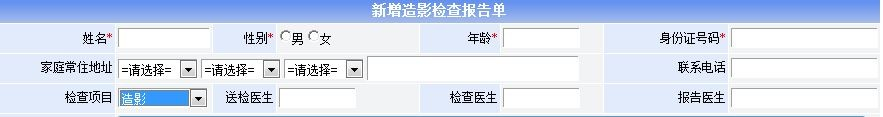 新增造影检查报告单
姓名* 性别* 男 女 年龄* 身份证号码*
家庭常住地址 =请选择= =请选择= =请选择= 联系电话
检查项目 造影 送检医生 检查医生 报告医生